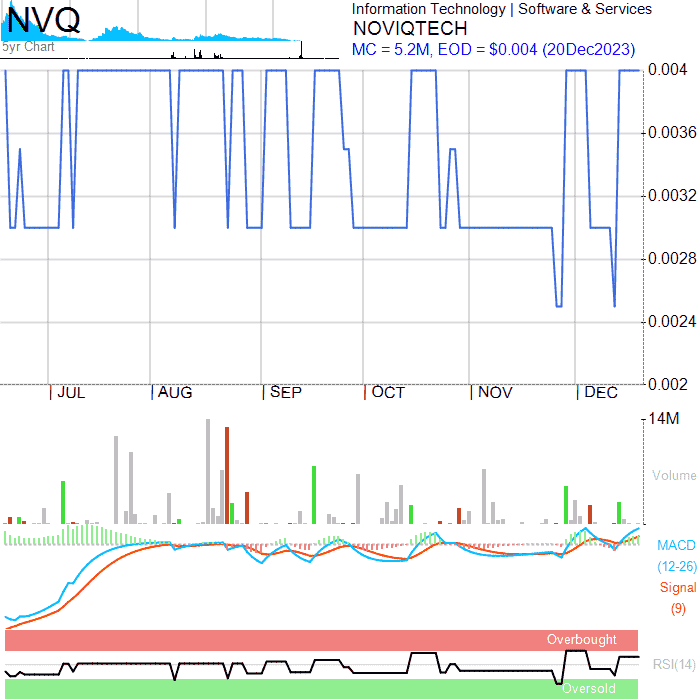 NVQ
5yr Chart
Information Technology | Software & Services
NOVIQTECH
MC = 5.2M, EOD = $0.004 (20Dec2023)
0.004
0.0036
0.0032
0.0028
0.0024
0.002
| JUL | AUG | SEP | OCT | NOV | DEC
14M
Volume
MACD
(12-26)
Signal
(9)
Overbought
RSI(14)
Oversold